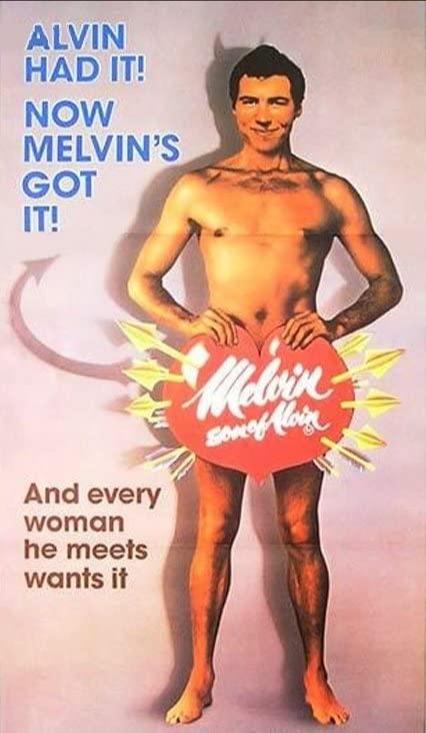 ALVIN
HAD IT!
NOW
MELVIN'S
GOT
IT!
Melvin
son of Alvin
And every
woman
he meets
wants it